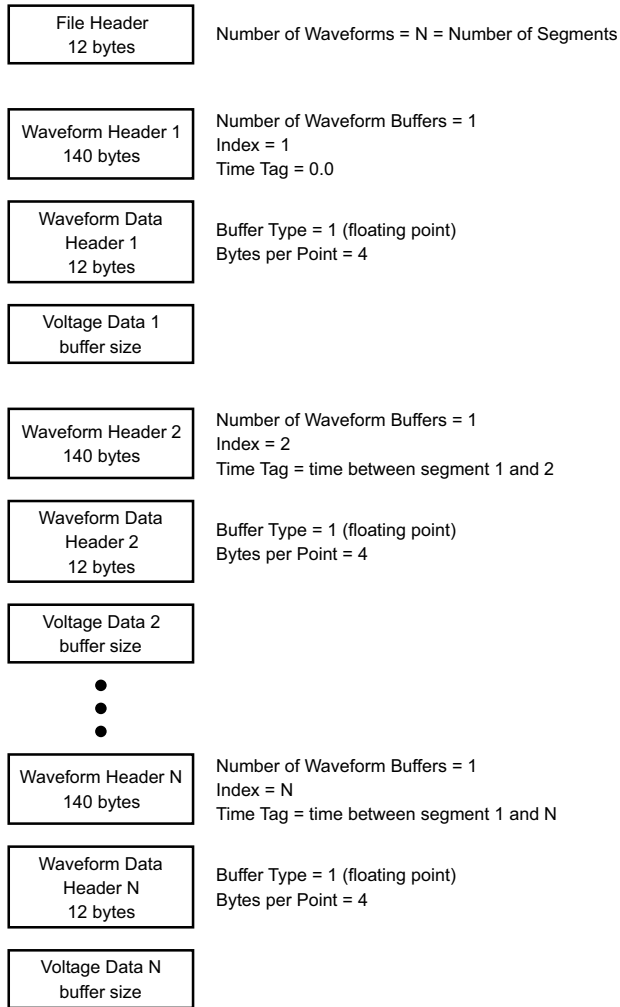 File Header
12 bytes
Number of Waveforms = N = Number of Segments
Waveform Header 1
140 bytes
Number of Waveform Buffers = 1
Index = 1
Time Tag = 0.0
Waveform Data
Header 1
12 bytes
Buffer Type = 1 (floating point)
Bytes per Point = 4
Voltage Data 1
buffer size
Waveform Header 2
140 bytes
Number of Waveform Buffers = 1
Index = 2
Time Tag = time between segment 1 and 2
Waveform Data
Header 2
12 bytes
Buffer Type = 1 (floating point)
Bytes per Point = 4
Voltage Data 2
buffer size
Waveform Header N
140 bytes
Number of Waveform Buffers = 1
Index = N
Time Tag = time between segment 1 and N
Waveform Data
Header N
12 bytes
Buffer Type = 1 (floating point)
Bytes per Point = 4
Voltage Data N
buffer size